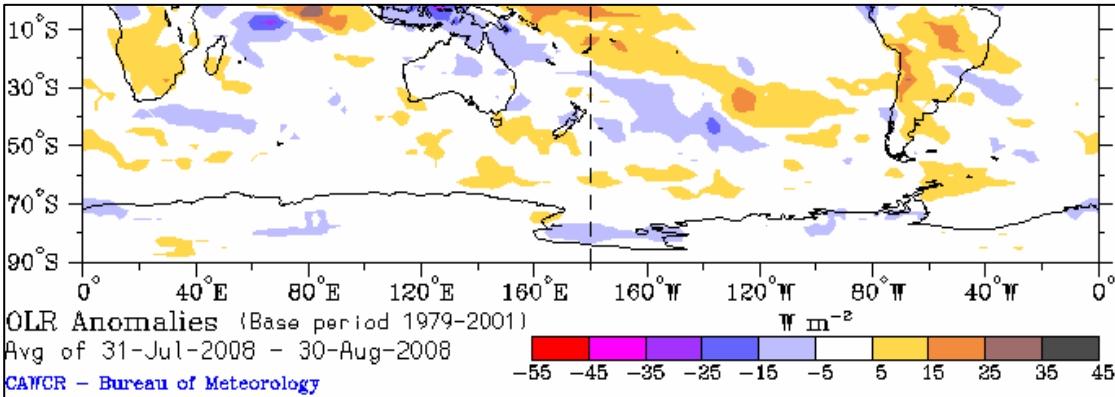 10°S
30°S
50°S
70°S
90°S
0° 40°E 80°E 120°E 160°E 160°W 120°W 80°W 40°W 0°
OLR Anomalies (Base period 1979-2001) W m⁻²
Avg of 31-Jul-2008 - 30-Aug-2008
-55 -45 -35 -25 -15 -5 5 15 25 35 45
CAWCR - Bureau of Meteorology